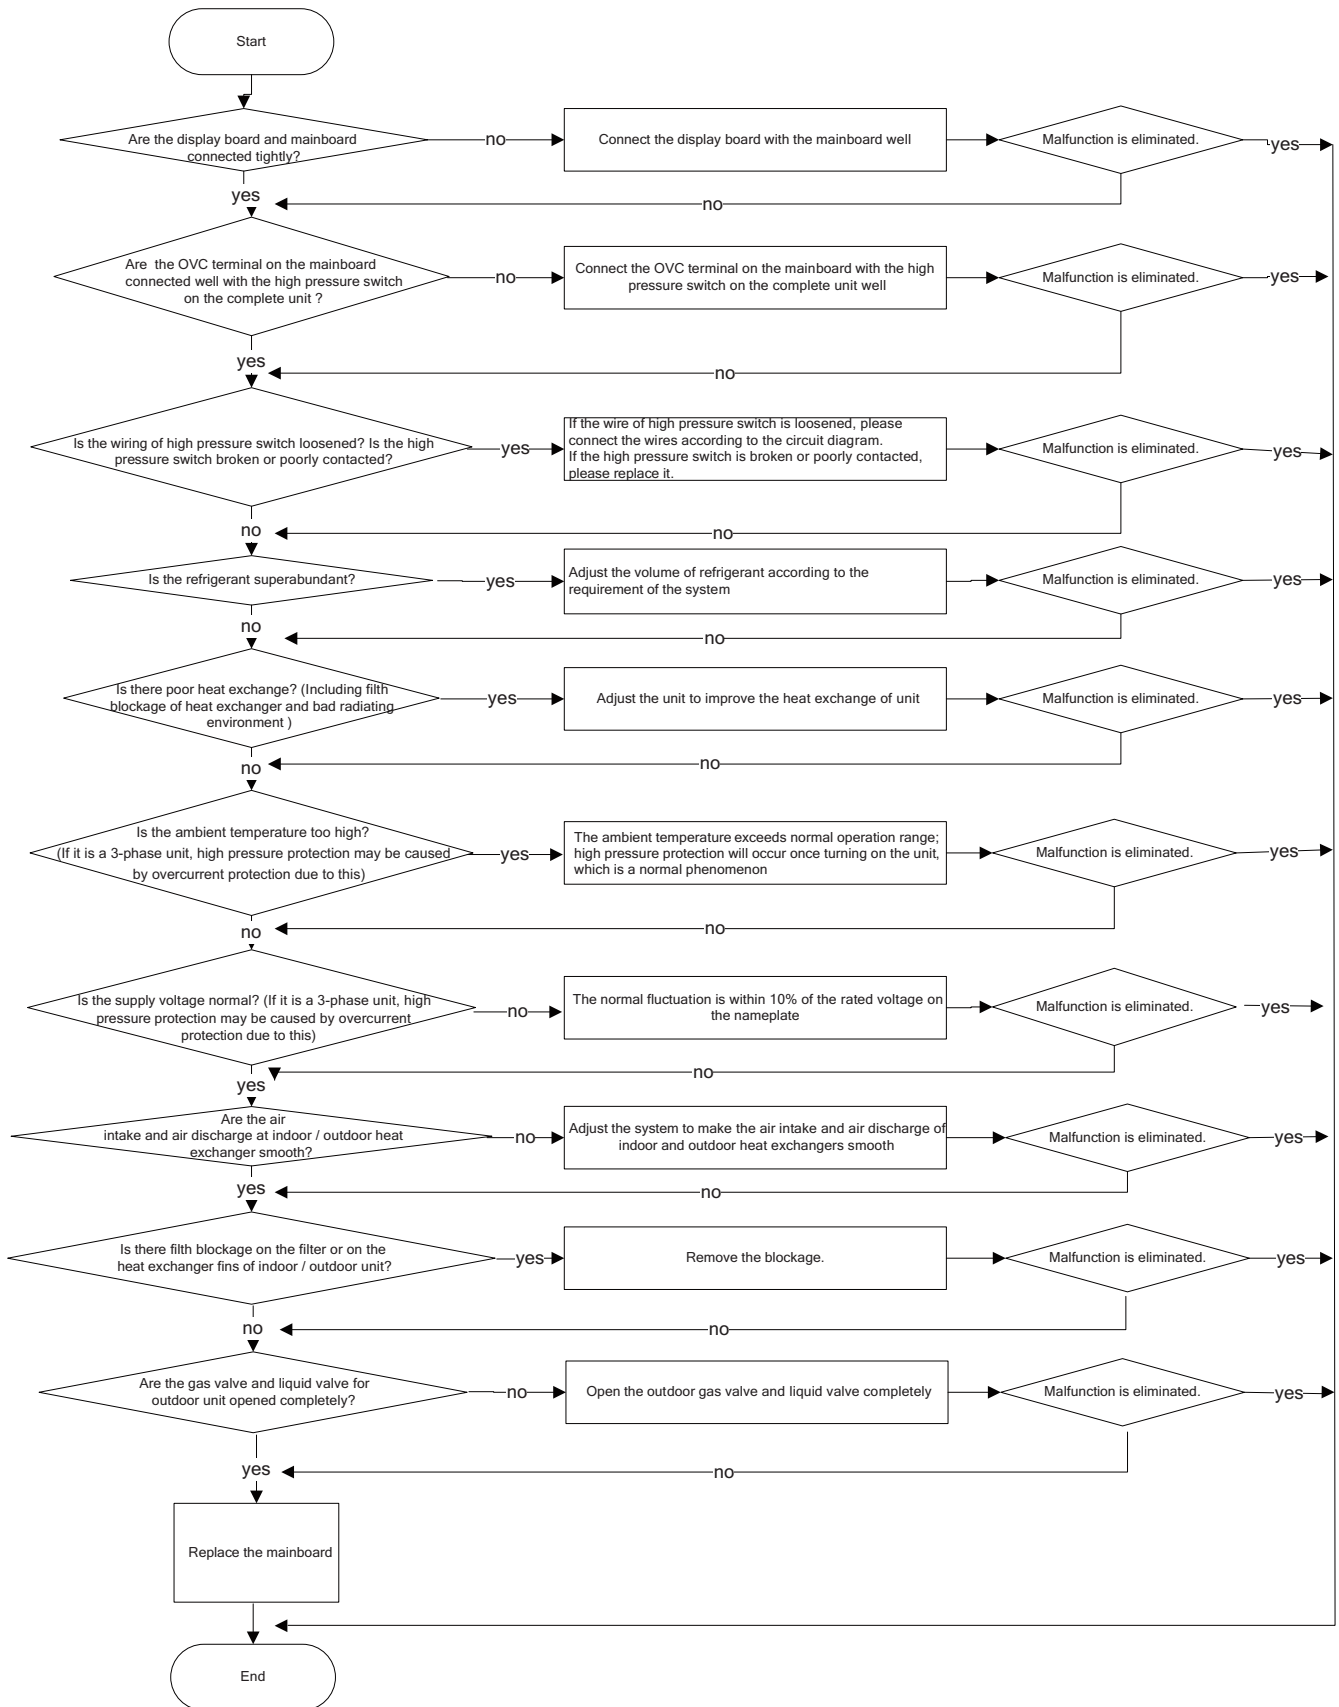 Start
Are the display board and mainboard
connected tightly?
no
Connect the display board with the mainboard well
Malfunction is eliminated.
yes
yes
no
Are the OVC terminal on the mainboard
connected well with the high pressure switch
on the complete unit ?
no
Connect the OVC terminal on the mainboard with the high
pressure switch on the complete unit well
Malfunction is eliminated.
yes
yes
no
Is the wiring of high pressure switch loosened? Is the high
pressure switch broken or poorly contacted?
yes
If the wire of high pressure switch is loosened, please
connect the wires according to the circuit diagram.
If the high pressure switch is broken or poorly contacted,
please replace it.
Malfunction is eliminated.
yes
no
no
Is the refrigerant superabundant?
yes
Adjust the volume of refrigerant according to the
requirement of the system
Malfunction is eliminated.
yes
no
no
Is there poor heat exchange? (Including filth
blockage of heat exchanger and bad radiating
environment )
yes
Adjust the unit to improve the heat exchange of unit
Malfunction is eliminated.
yes
no
no
Is the ambient temperature too high?
(If it is a 3-phase unit, high pressure protection may be caused
by overcurrent protection due to this)
yes
The ambient temperature exceeds normal operation range;
high pressure protection will occur once turning on the unit,
which is a normal phenomenon
Malfunction is eliminated.
yes
no
no
Is the supply voltage normal? (If it is a 3-phase unit, high
pressure protection may be caused by overcurrent
protection due to this)
no
The normal fluctuation is within 10% of the rated voltage on
the nameplate
Malfunction is eliminated.
yes
yes
no
Are the air
intake and air discharge at indoor / outdoor heat
exchanger smooth?
no
Adjust the system to make the air intake and air discharge of
indoor and outdoor heat exchangers smooth
Malfunction is eliminated.
yes
yes
no
Is there filth blockage on the filter or on the
heat exchanger fins of indoor / outdoor unit?
yes
Remove the blockage.
Malfunction is eliminated.
yes
no
no
Are the gas valve and liquid valve for
outdoor unit opened completely?
no
Open the outdoor gas valve and liquid valve completely
Malfunction is eliminated.
yes
yes
no
Replace the mainboard
End